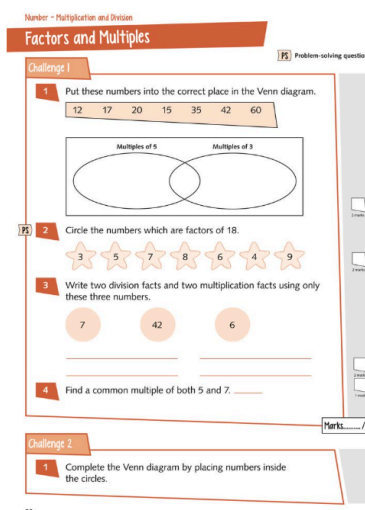 Number – Multiplication and Division
Factors and Multiples
PS Problem-solving questio
Challenge 1
1 Put these numbers into the correct place in the Venn diagram.
12 17 20 15 35 42 60
Multiples of 5 Multiples of 3
PS 2 Circle the numbers which are factors of 18.
3 5 7 8 6 4 9
3 Write two division facts and two multiplication facts using only
these three numbers.
7 42 6
4 Find a common multiple of both 5 and 7.
Marks......... /
Challenge 2
1 Complete the Venn diagram by placing numbers inside
the circles.